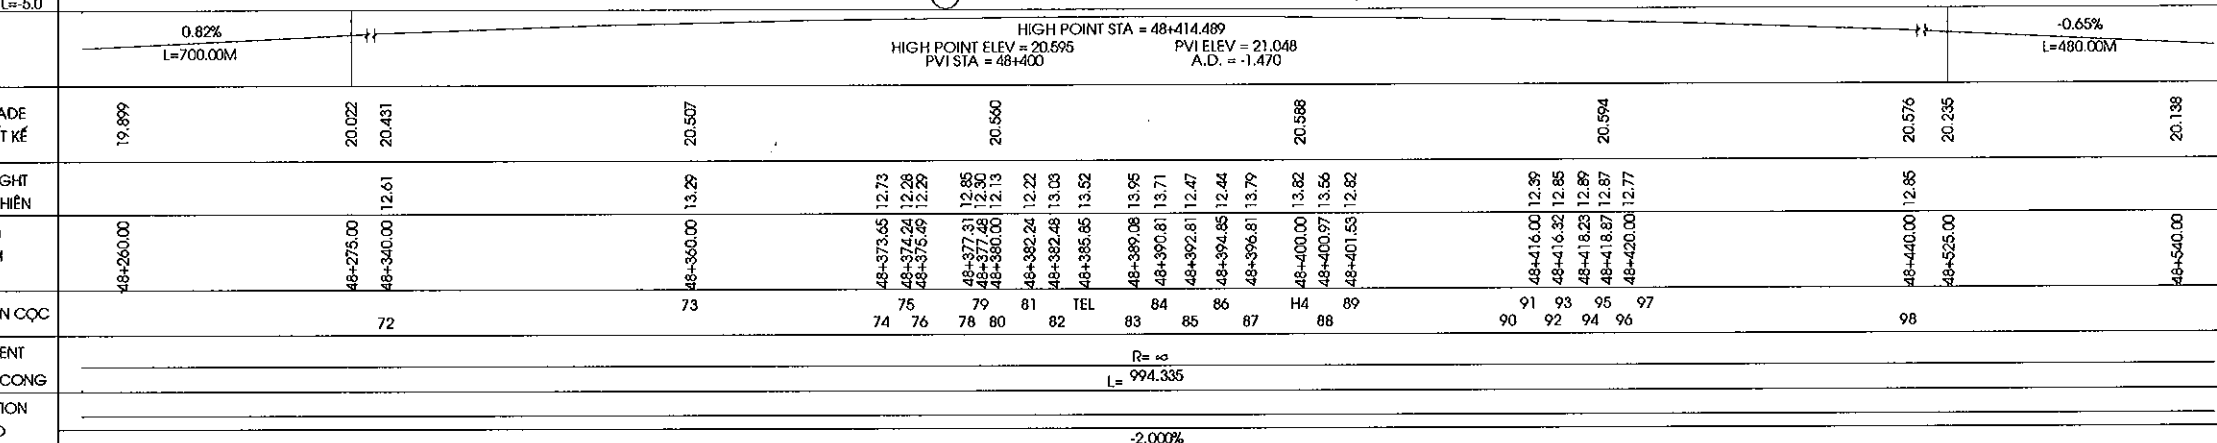 L=-5.0
0.82%
L=700.00M
HIGH POINT STA = 48+414.489
HIGH POINT ELEV = 20.595
PVI ELEV = 21.048
PVI STA = 48+400
A.D. = -1.470
-0.65%
L=480.00M
ADE
T KẾ
19.899 20.022 20.431 20.507 20.560 20.588 20.594 20.576 20.235 20.138
GHT
HIÊN
12.61 13.29 12.73 12.28 12.29 12.85 12.30 12.13 12.22 13.03 13.52 13.95 13.71 12.47 12.44 13.79 13.82 13.56 12.82 12.39 12.85 12.89 12.87 12.77 12.85
48+260.00 48+275.00 48+340.00 48+360.00 48+373.65 48+374.24 48+375.49 48+377.31 48+377.48 48+380.00 48+382.24 48+382.48 48+385.65 48+389.08 48+390.81 48+392.81 48+394.85 48+396.81 48+400.00 48+400.97 48+401.53 48+416.00 48+416.32 48+418.23 48+418.87 48+420.00 48+440.00 48+525.00 48+540.00
N CỌC
73 75 79 81 TEL 84 86 H4 89 91 93 95 97
72 74 76 78 80 82 83 85 87 88 90 92 94 96 98
ENT
CONG
R= ∞
L= 994.335
TION
-2.000%